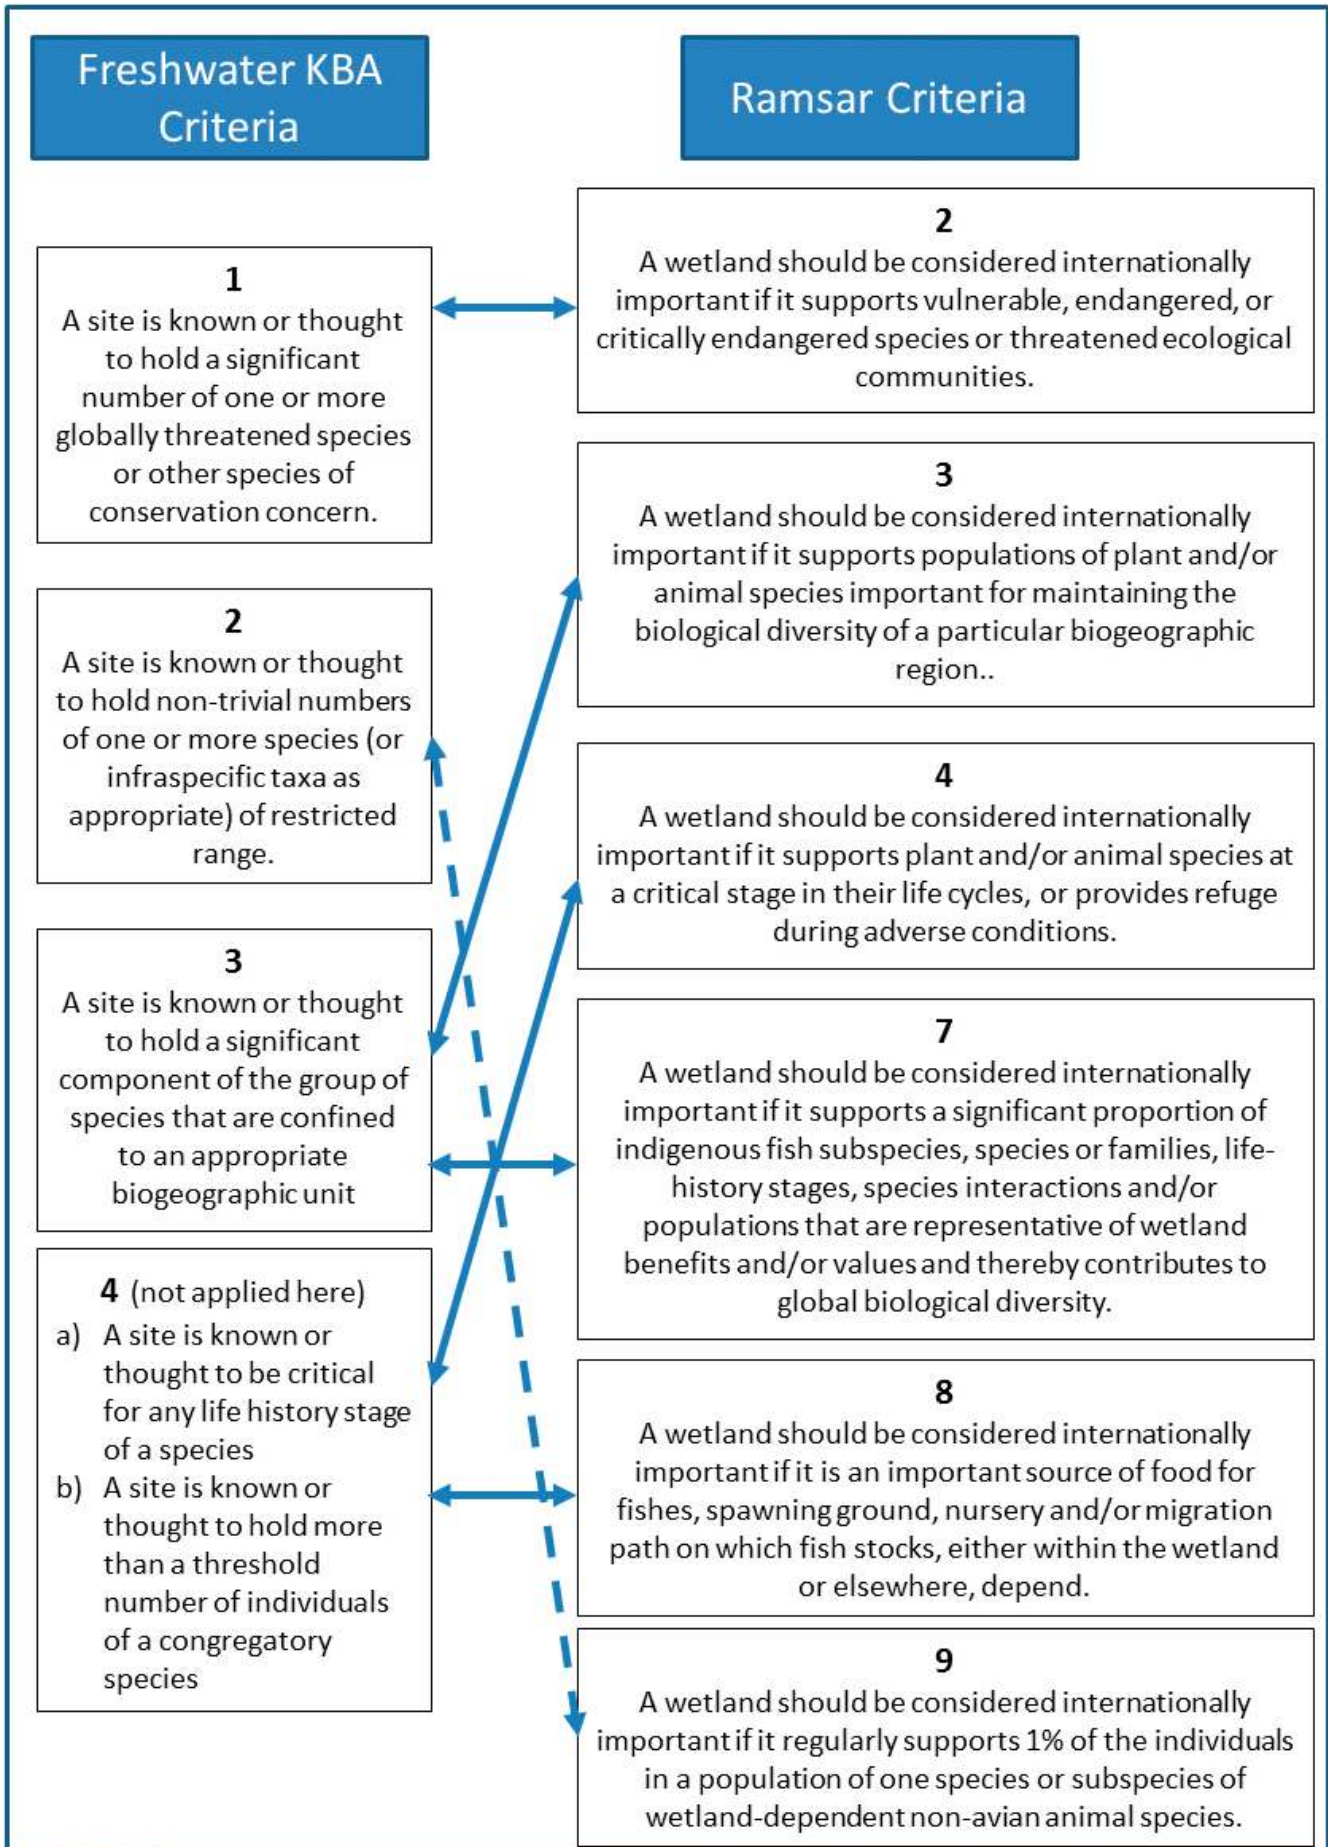 Freshwater KBA
Criteria
Ramsar Criteria
1
A site is known or thought
to hold a significant
number of one or more
globally threatened species
or other species of
conservation concern.
2
A site is known or thought
to hold non-trivial numbers
of one or more species (or
infraspecific taxa as
appropriate) of restricted
range.
3
A site is known or thought
to hold a significant
component of the group of
species that are confined
to an appropriate
biogeographic unit
4 (not applied here)
a) A site is known or
thought to be critical
for any life history stage
of a species
b) A site is known or
thought to hold more
than a threshold
number of individuals
of a congregatory
species
2
A wetland should be considered internationally
important if it supports vulnerable, endangered, or
critically endangered species or threatened ecological
communities.
3
A wetland should be considered internationally
important if it supports populations of plant and/or
animal species important for maintaining the
biological diversity of a particular biogeographic
region..
4
A wetland should be considered internationally
important if it supports plant and/or animal species at
a critical stage in their life cycles, or provides refuge
during adverse conditions.
7
A wetland should be considered internationally
important if it supports a significant proportion of
indigenous fish subspecies, species or families, life-
history stages, species interactions and/or
populations that are representative of wetland
benefits and/or values and thereby contributes to
global biological diversity.
8
A wetland should be considered internationally
important if it is an important source of food for
fishes, spawning ground, nursery and/or migration
path on which fish stocks, either within the wetland
or elsewhere, depend.
9
A wetland should be considered internationally
important if it regularly supports 1% of the individuals
in a population of one species or subspecies of
wetland-dependent non-avian animal species.